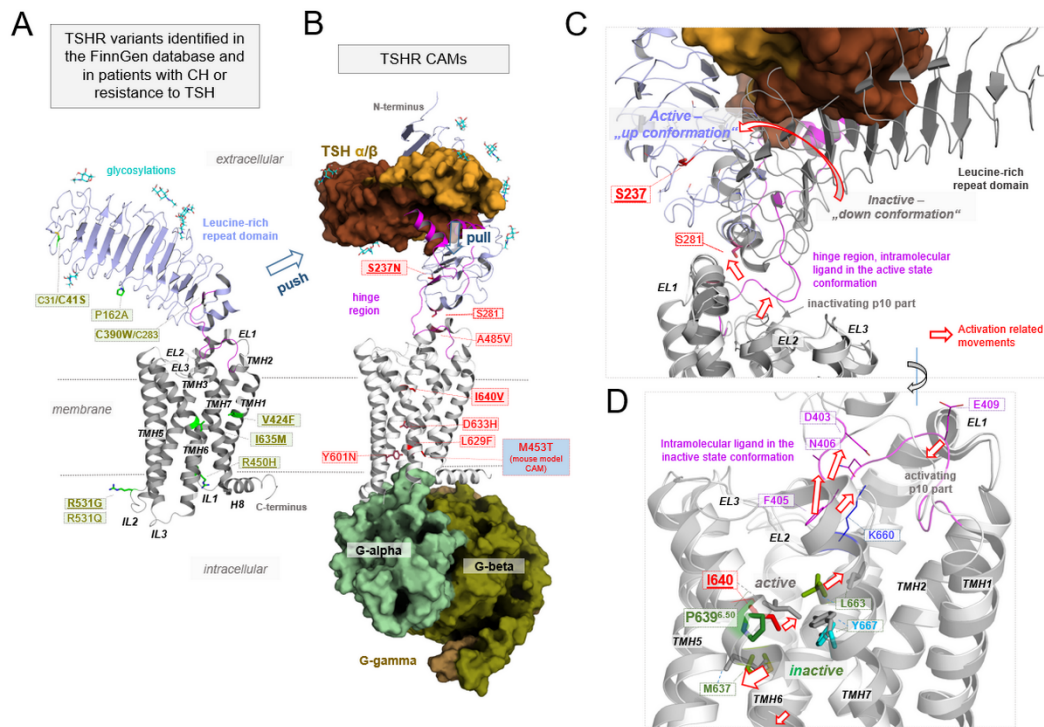 A
TSHR variants identified in
the FinnGen database and
in patients with CH or
resistance to TSH
extracellular
glycosylations
Leucine-rich
repeat domain
push
C31/C41S
P162A
C390W/C283
EL1
EL2
EL3
TMH2
TMH3
TMH7
TMH1
membrane
TMH5
V424F
I635M
TMH6
R450H
R531G
R531Q
IL1
H8
C-terminus
IL2
IL3
intracellular
B
TSHR CAMs
N-terminus
TSH α/β
pull
S237N
hinge
region
S281
A485V
I640V
D633H
L629F
Y601N
M453T
(mouse model
CAM)
G-alpha
G-beta
G-gamma
C
Active –
„up conformation“
S237
Leucine-rich
repeat domain
Inactive –
„down conformation“
S281
hinge region, intramolecular
ligand in the active state
conformation
EL1
inactivating p10 part
EL3
EL2
Activation related
movements
D
E409
D403
EL1
Intramolecular ligand in the
inactive state conformation
N406
activating
p10 part
EL3
F405
EL2
K660
I640
active
TMH2
TMH1
L663
P639⁶·⁵⁰
Y667
TMH5
inactive
M637
TMH6
TMH7